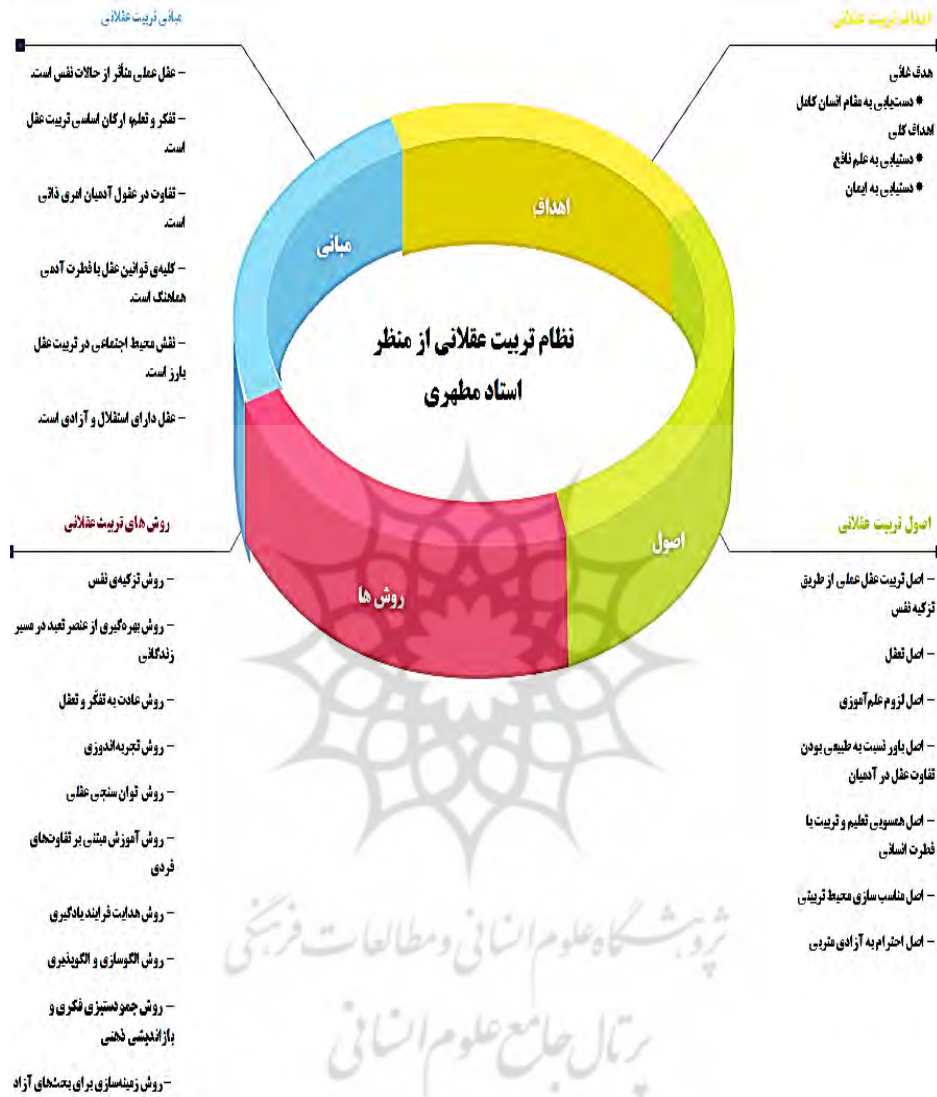 اهداف تربیت عقلانی
هدف غائی
● دستیابی به مقام انسان کامل
اهداف کلی
● دستیابی به علم نافع
● دستیابی به ایمان
مبانی تربیت عقلانی
– عقل عملی متأثر از حالات نفس است.
– تفکر و تعلم، ارکان اساسی تربیت عقل
است.
– تفاوت در عقول آدمیان امری ذاتی
است.
– کلیه‌ی قوانین عقل با فطرت آدمی
هماهنگ است.
– نقش محیط اجتماعی در تربیت عقل
بارز است.
– عقل دارای استقلال و آزادی است.
اهداف
مبانی
نظام تربیت عقلانی از منظر
استاد مطهری
اصول
روش ها
اصول تربیت عقلانی
– اصل تربیت عقل عملی از طریق
تزکیه نفس
– اصل تعقل
– اصل لزوم علم‌آموزی
– اصل باور نسبت به طبیعی بودن
تفاوت عقل در آدمیان
– اصل همسویی تعلیم و تربیت با
فطرت انسانی
– اصل مناسب سازی محیط تربیتی
– اصل احترام به آزادی متربی
روش های تربیت عقلانی
– روش تزکیه‌ی نفس
– روش بهره‌گیری از عنصر تعبد در مسیر
زندگانی
– روش عادت به تفکّر و تعقل
– روش تجربه‌اندوزی
– روش توان سنجی عقلی
– روش آموزش مبتنی بر تفاوت‌های
فردی
– روش هدایت فرایند یادگیری
– روش الگوسازی و الگوپذیری
– روش جمودستیزی فکری و
بازاندیشی ذهنی
– روش زمینه‌سازی برای بحث‌های آزاد
پژوهشگاه علوم انسانی و مطالعات فرهنگی
پرتال جامع علوم انسانی